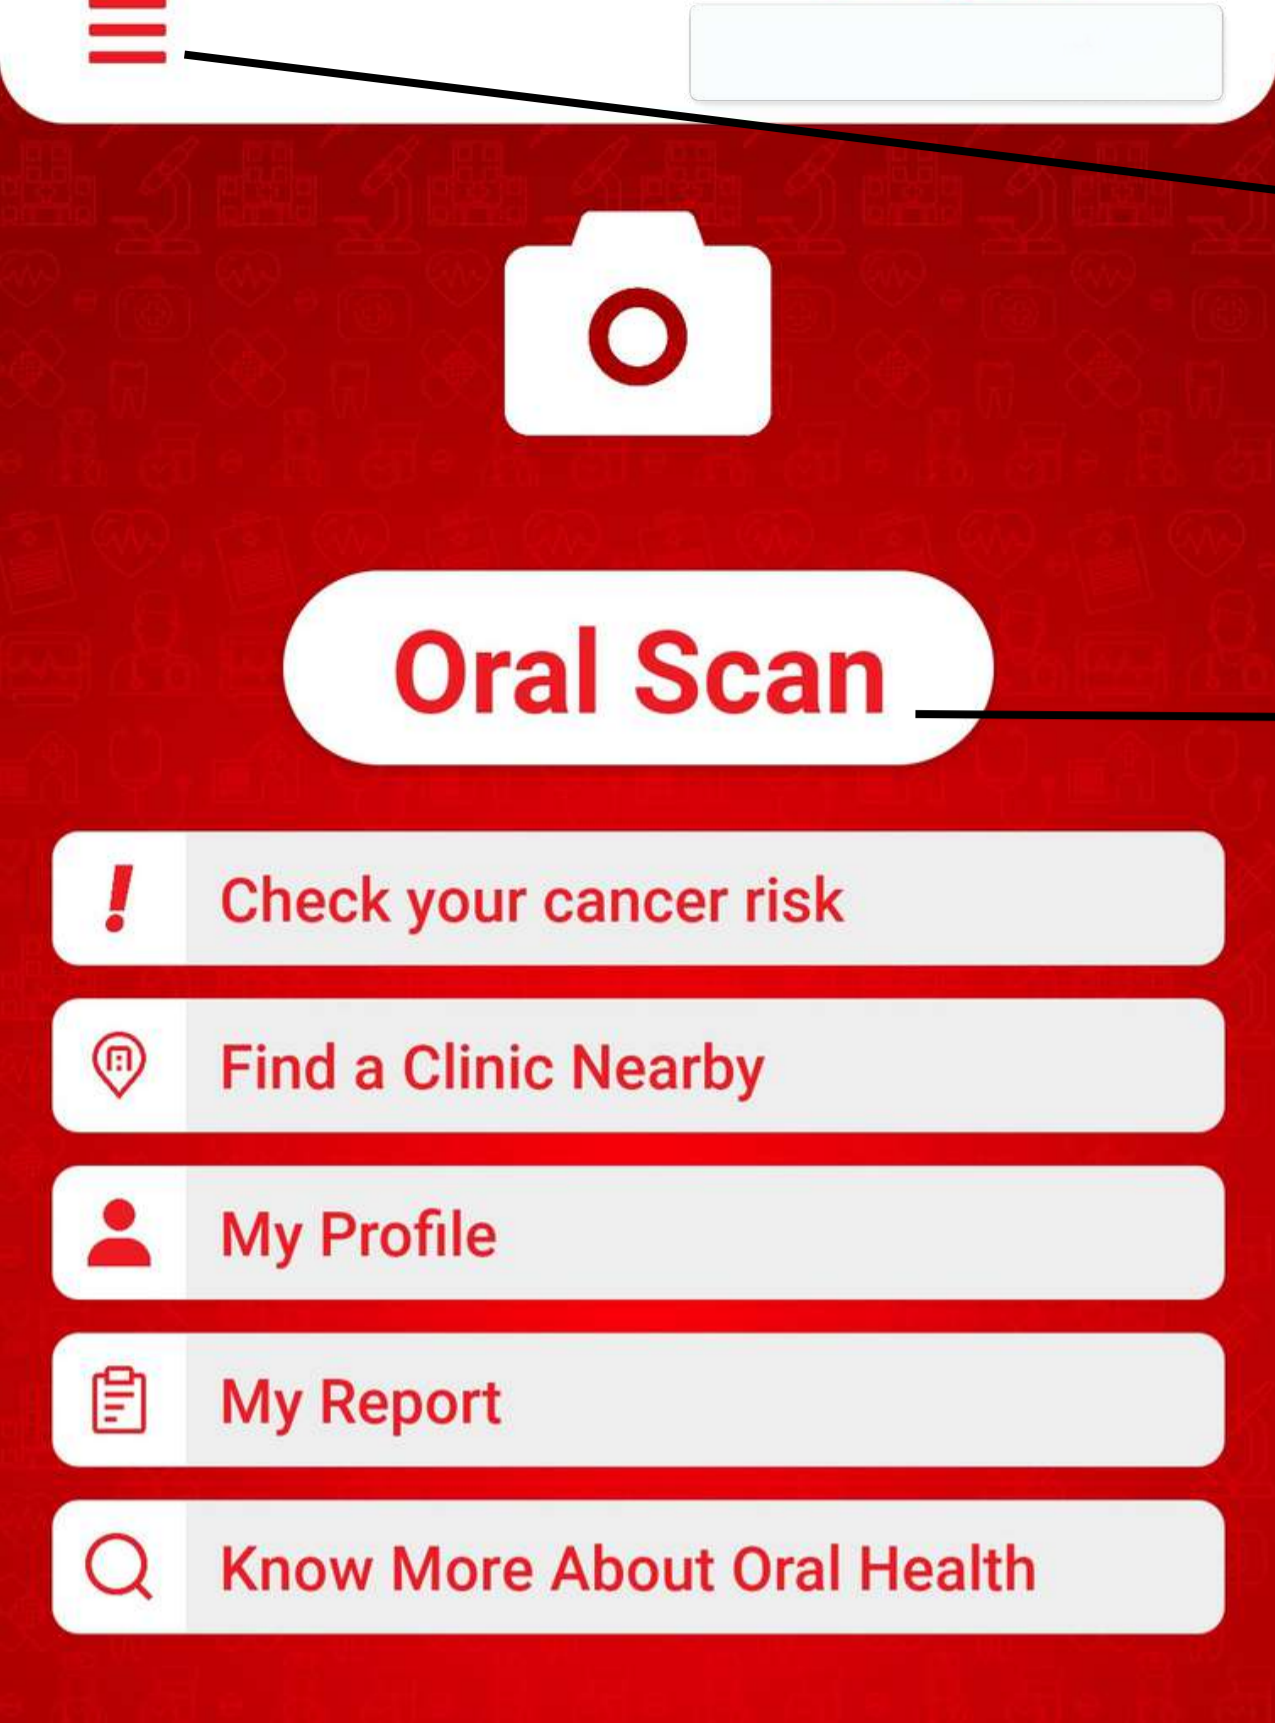 Oral Scan
Check your cancer risk
Find a Clinic Nearby
My Profile
My Report
Know More About Oral Health